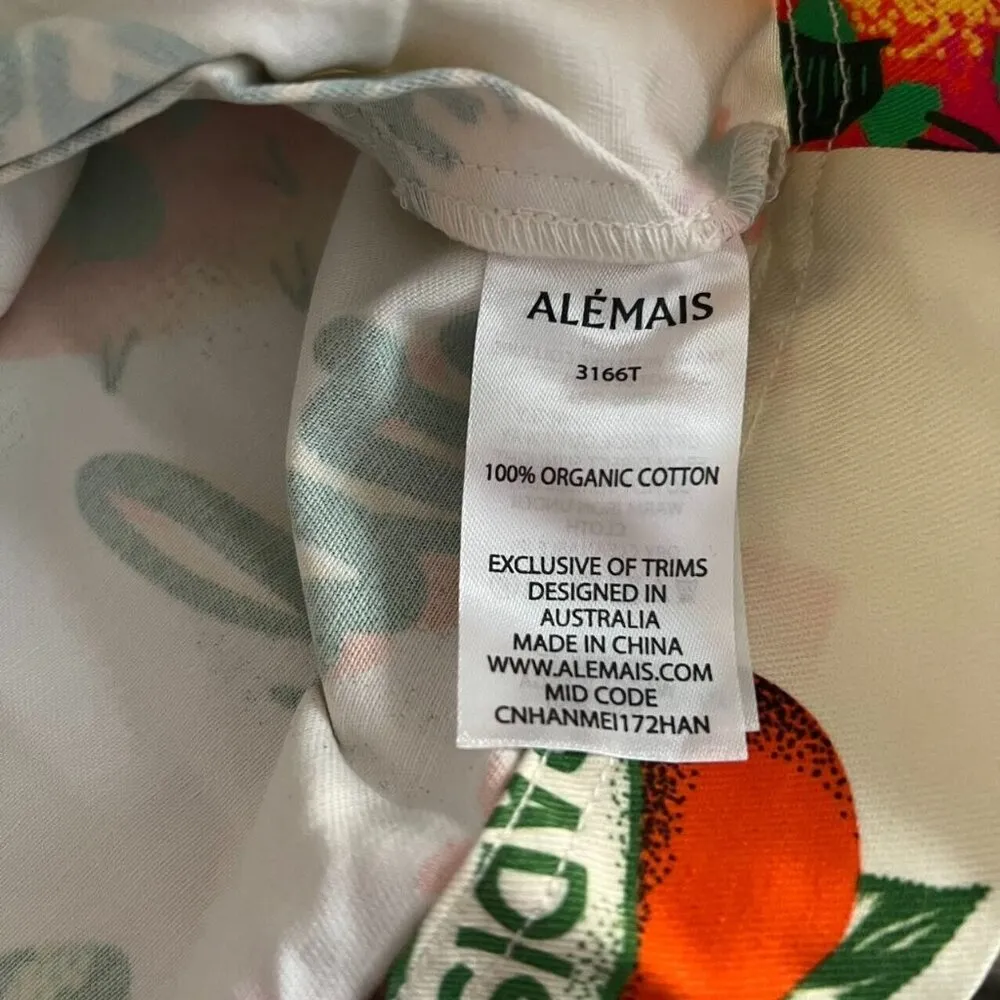 ALÉMAIS
3166T
100% ORGANIC COTTON
EXCLUSIVE OF TRIMS
DESIGNED IN
AUSTRALIA
MADE IN CHINA
WWW.ALEMAIS.COM
MID CODE
CNHANMEI172HAN